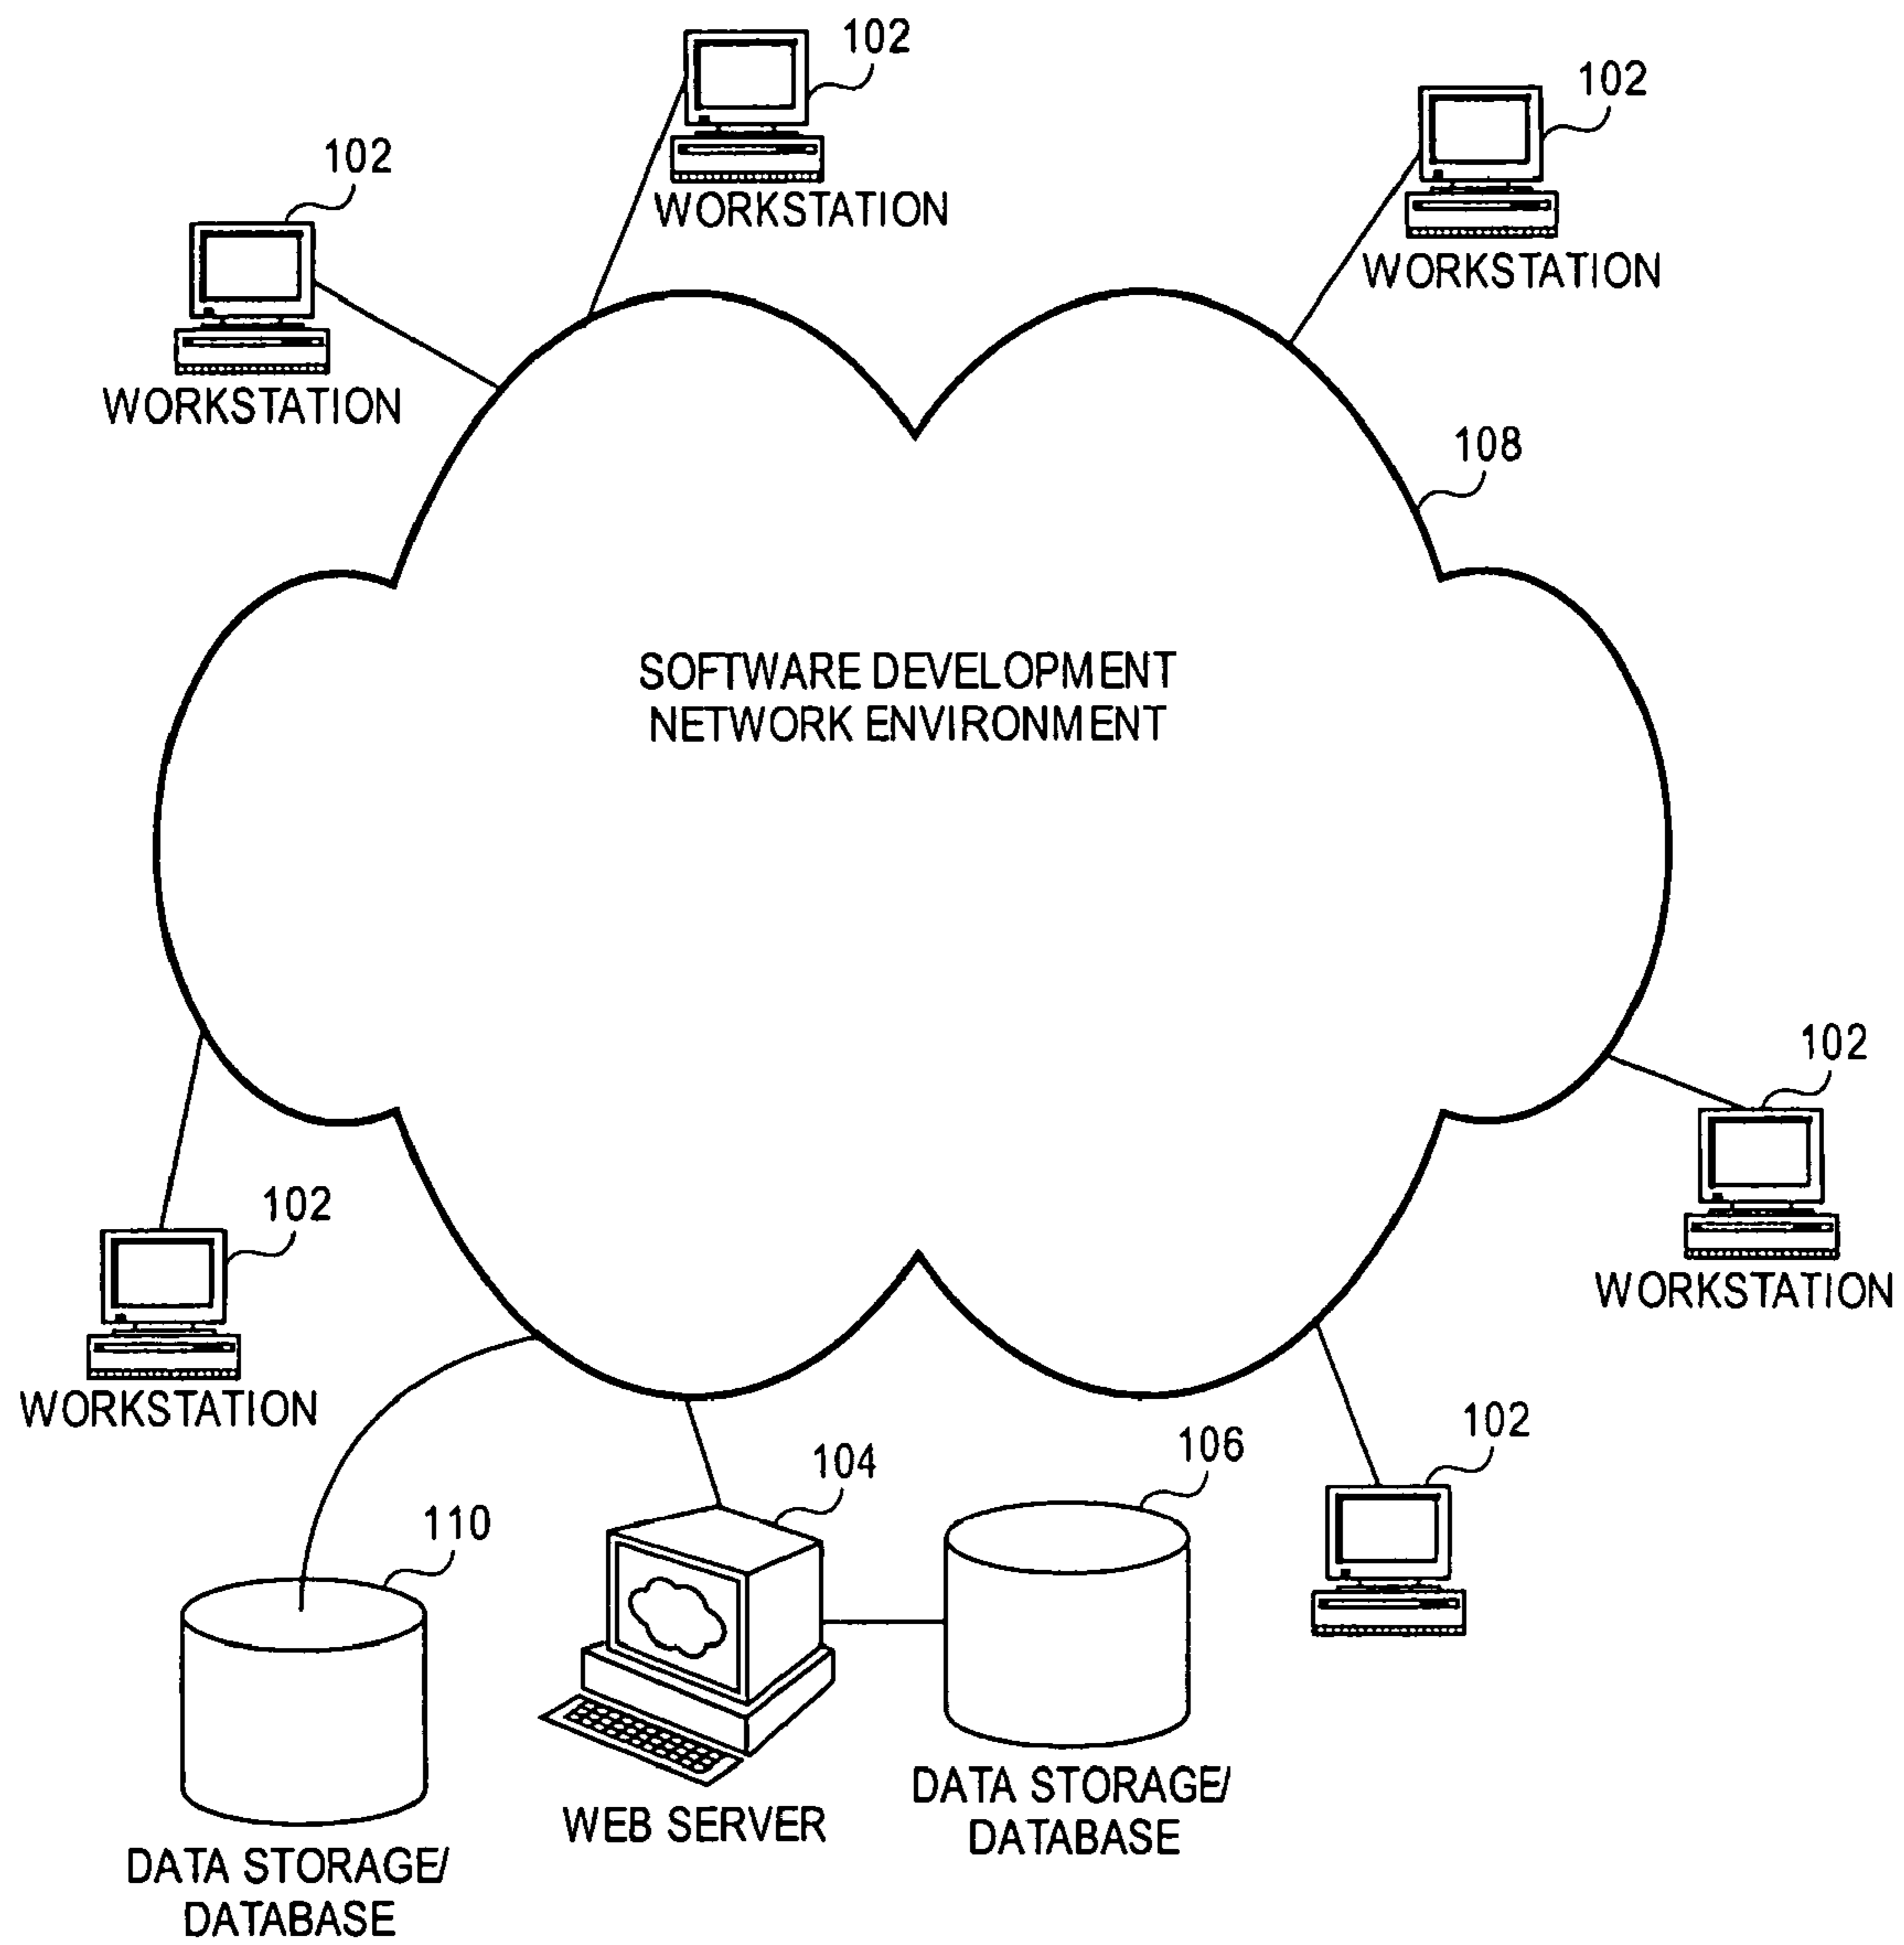 102
WORKSTATION
102
WORKSTATION
102
WORKSTATION
108
SOFTWARE DEVELOPMENT
NETWORK ENVIRONMENT
102
WORKSTATION
102
WORKSTATION
102
104
WEB SERVER
106
DATA STORAGE/
DATABASE
110
DATA STORAGE/
DATABASE